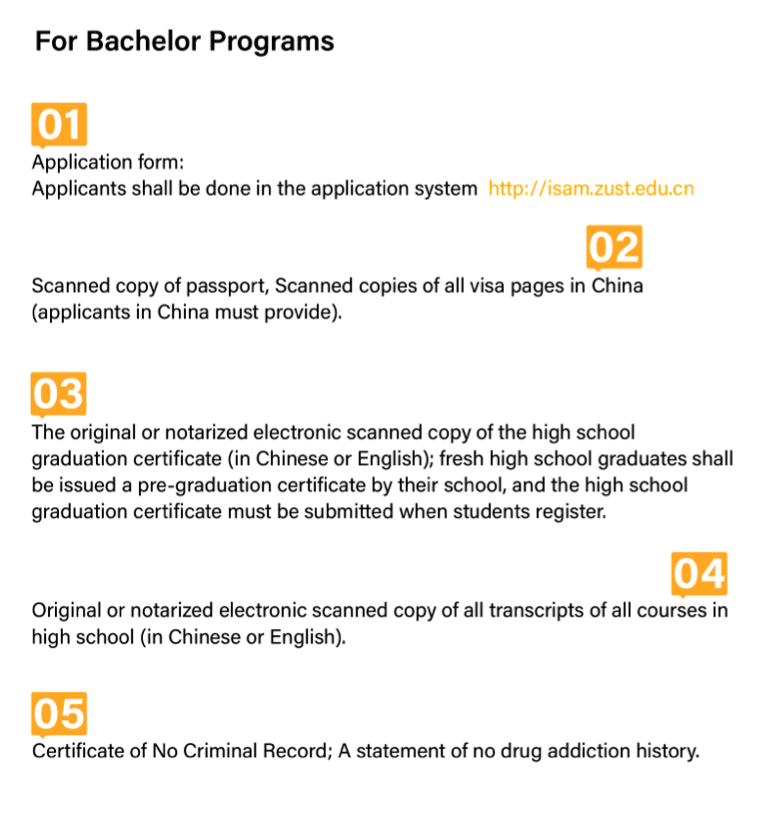 For Bachelor Programs
01
Application form:
Applicants shall be done in the application system http://isam.zust.edu.cn
02
Scanned copy of passport, Scanned copies of all visa pages in China
(applicants in China must provide).
03
The original or notarized electronic scanned copy of the high school
graduation certificate (in Chinese or English); fresh high school graduates shall
be issued a pre-graduation certificate by their school, and the high school
graduation certificate must be submitted when students register.
04
Original or notarized electronic scanned copy of all transcripts of all courses in
high school (in Chinese or English).
05
Certificate of No Criminal Record; A statement of no drug addiction history.